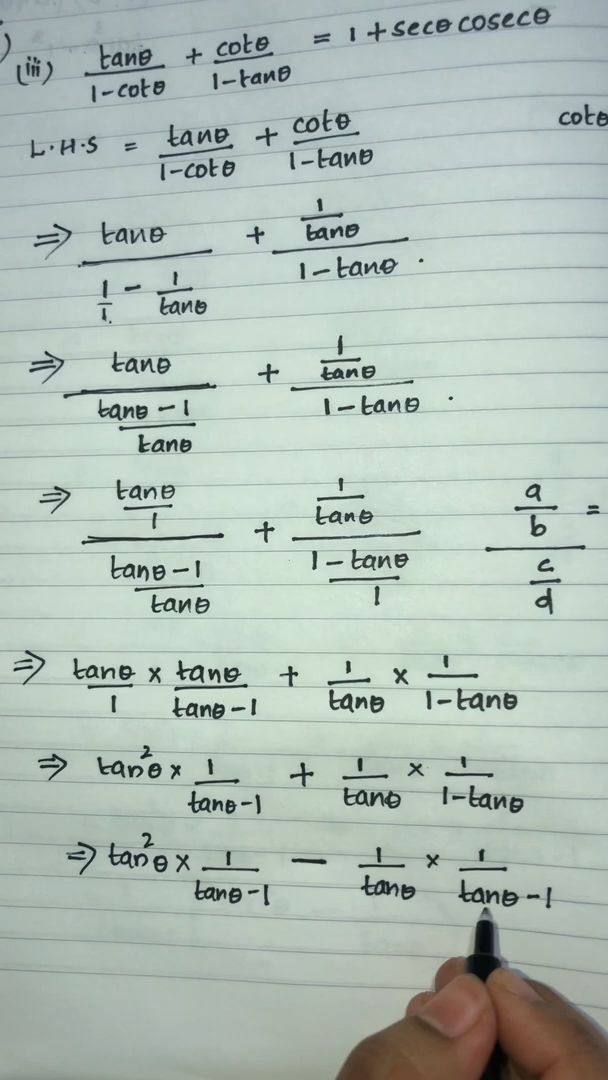 )
(iii) tanθ/1-cotθ + cotθ/1-tanθ = 1 + secθ cosecθ
L.H.S = tanθ/1-cotθ + cotθ/1-tanθ cotθ
⇒ tanθ/(1/1 - 1/tanθ) + (1/tanθ)/(1-tanθ) .
⇒ tanθ/((tanθ-1)/tanθ) + (1/tanθ)/(1-tanθ) .
⇒ (tanθ/1)/((tanθ-1)/tanθ) + (1/tanθ)/((1-tanθ)/1) (a/b)/(c/d) =
⇒ tanθ/1 × tanθ/tanθ-1 + 1/tanθ × 1/1-tanθ
⇒ tan²θ × 1/tanθ-1 + 1/tanθ × 1/1-tanθ
⇒ tan²θ × 1/tanθ-1 - 1/tanθ × 1/tanθ-1